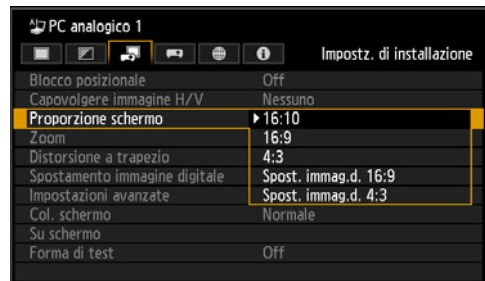 PC analogico 1
Impostz. di installazione
Blocco posizionale Off
Capovolgere immagine H/V Nessuno
Proporzione schermo 16:10
Zoom 16:9
Distorsione a trapezio 4:3
Spostamento immagine digitale Spost. immag.d. 16:9
Impostazioni avanzate Spost. immag.d. 4:3
Col. schermo Normale
Su schermo
Forma di test Off